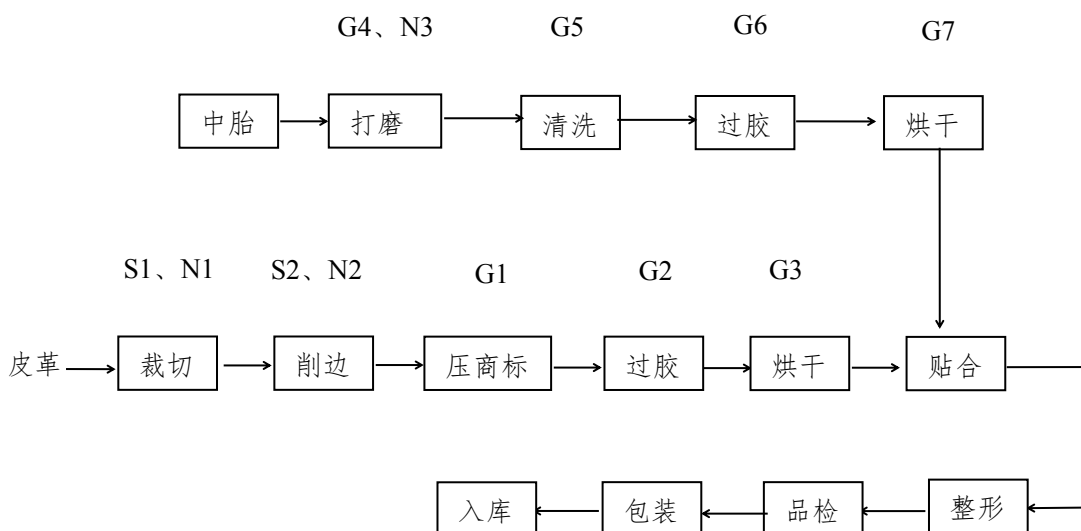 G4、N3 G5 G6 G7
中胎 打磨 清洗 过胶 烘干
S1、N1 S2、N2 G1 G2 G3
皮革 裁切 削边 压商标 过胶 烘干 贴合
入库 包装 品检 整形